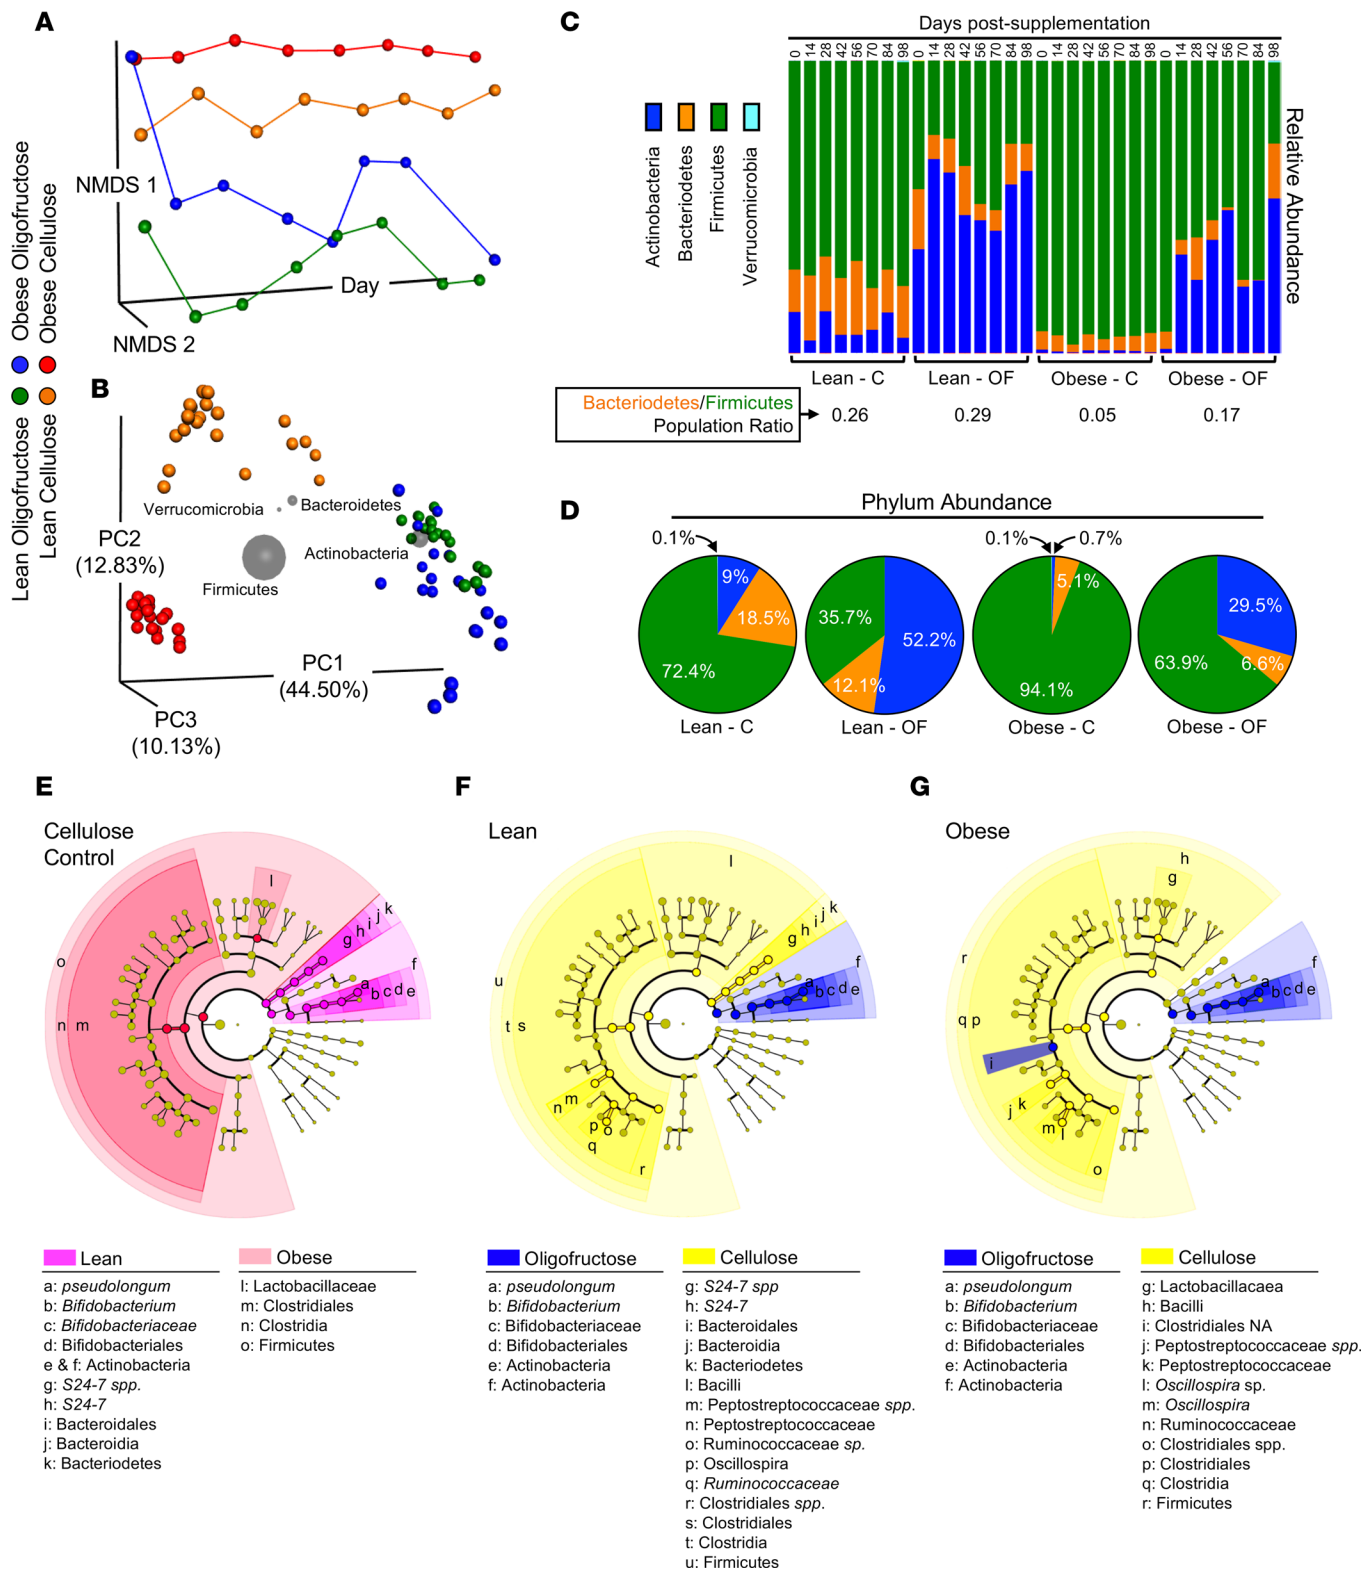 A
NMDS 1
Day
NMDS 2
Obese Oligofructose
Obese Cellulose
Lean Oligofructose
Lean Cellulose
B
Verrucomicrobia
Bacteroidetes
Actinobacteria
Firmicutes
PC2
(12.83%)
PC1
(44.50%)
PC3
(10.13%)
C
Days post-supplementation
0 14 28 42 56 70 84 98 0 14 28 42 56 70 84 98 0 14 28 42 56 70 84 98 0 14 28 42 56 70 84 98
Actinobacteria
Bacteriodetes
Firmicutes
Verrucomicrobia
Relative Abundance
Lean - C
Lean - OF
Obese - C
Obese - OF
Bacteriodetes/Firmicutes
Population Ratio
0.26
0.29
0.05
0.17
D
Phylum Abundance
0.1%
9%
18.5%
72.4%
Lean - C
35.7%
52.2%
12.1%
Lean - OF
0.1%
0.7%
5.1%
94.1%
Obese - C
29.5%
6.6%
63.9%
Obese - OF
E
Cellulose
Control
l
k
j
i
h
g
f
a
b c d e
o
n m
Lean
a: pseudolongum
b: Bifidobacterium
c: Bifidobacteriaceae
d: Bifidobacteriales
e & f: Actinobacteria
g: S24-7 spp.
h: S24-7
i: Bacteroidales
j: Bacteroidia
k: Bacteriodetes
Obese
l: Lactobacillaceae
m: Clostridiales
n: Clostridia
o: Firmicutes
F
Lean
l
k
j
i
h
g
f
a
b c d e
u
t s
n m
p o
q
r
Oligofructose
a: pseudolongum
b: Bifidobacterium
c: Bifidobacteriaceae
d: Bifidobacteriales
e: Actinobacteria
f: Actinobacteria
Cellulose
g: S24-7 spp
h: S24-7
i: Bacteroidales
j: Bacteroidia
k: Bacteriodetes
l: Bacilli
m: Peptostreptococcaceae spp.
n: Peptostreptococcaceae
o: Ruminococcaceae sp.
p: Oscillospira
q: Ruminococcaceae
r: Clostridiales spp.
s: Clostridiales
t: Clostridia
u: Firmicutes
G
Obese
h
g
f
a
b c d e
r
q p
i
j k
m l
o
Oligofructose
a: pseudolongum
b: Bifidobacterium
c: Bifidobacteriaceae
d: Bifidobacteriales
e: Actinobacteria
f: Actinobacteria
Cellulose
g: Lactobacillacaea
h: Bacilli
i: Clostridiales NA
j: Peptostreptococcaceae spp.
k: Peptostreptococcaceae
l: Oscillospira sp.
m: Oscillospira
n: Ruminococcaceae
o: Clostridiales spp.
p: Clostridiales
q: Clostridia
r: Firmicutes